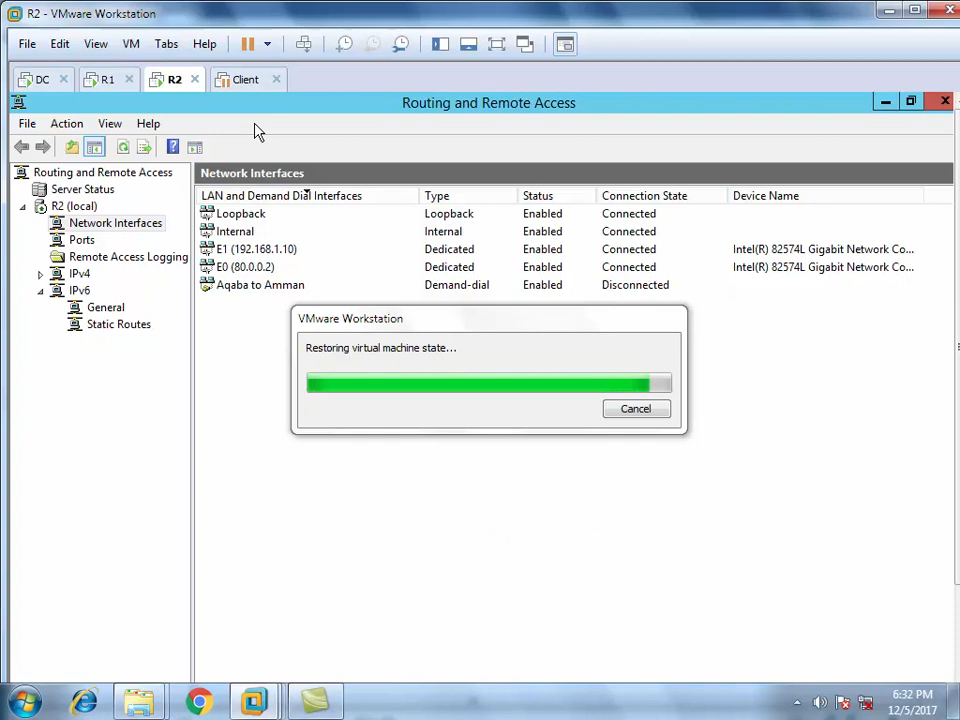 R2 - VMware Workstation
File Edit View VM Tabs Help
DC R1 R2 Client
Routing and Remote Access
File Action View Help
Routing and Remote Access
Server Status
R2 (local)
Network Interfaces
Ports
Remote Access Logging
IPv4
IPv6
General
Static Routes
Network Interfaces
LAN and Demand Dial Interfaces Type Status Connection State Device Name
Loopback Loopback Enabled Connected
Internal Internal Enabled Connected
E1 (192.168.1.10) Dedicated Enabled Connected Intel(R) 82574L Gigabit Network Co...
E0 (80.0.0.2) Dedicated Enabled Connected Intel(R) 82574L Gigabit Network Co...
Aqaba to Amman Demand-dial Enabled Disconnected
VMware Workstation
Restoring virtual machine state...
Cancel
6:32 PM
12/5/2017